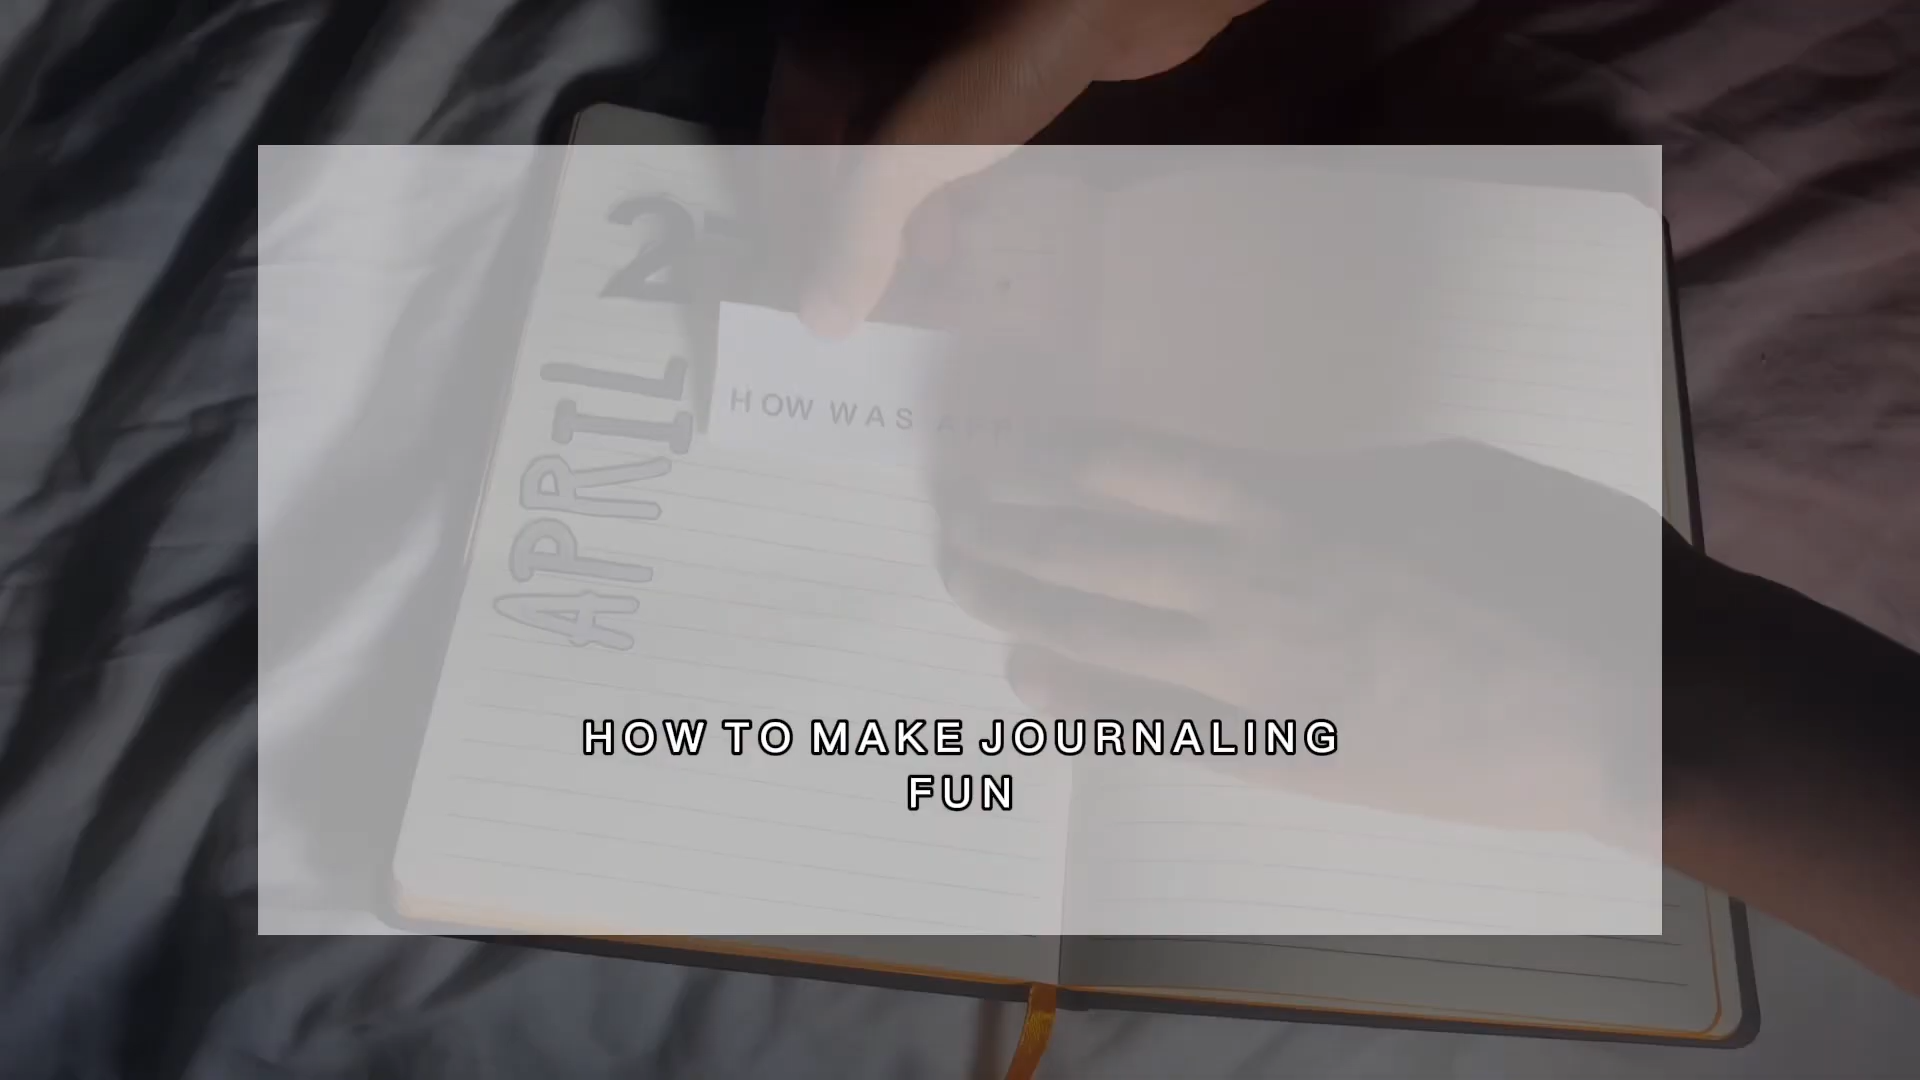 2
APRIL
HOW WAS
HOW TO MAKE JOURNALING
FUN